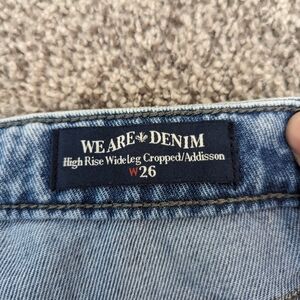 WE ARE DENIM
High Rise Wideleg Cropped/Addisson
W26